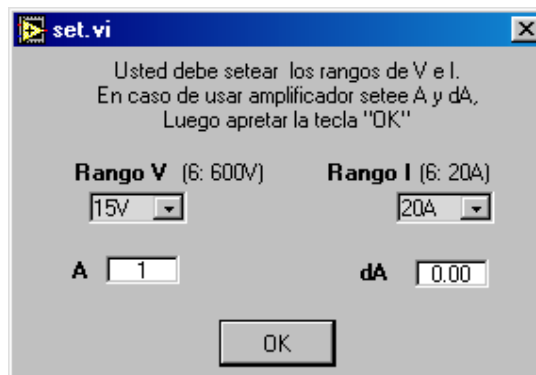 set.vi
Usted debe setear los rangos de V e I.
En caso de usar amplificador setee A y dA,
Luego apretar la tecla "OK"
Rango V (6: 600V) Rango I (6: 20A)
15V 20A
A 1 dA 0.00
OK